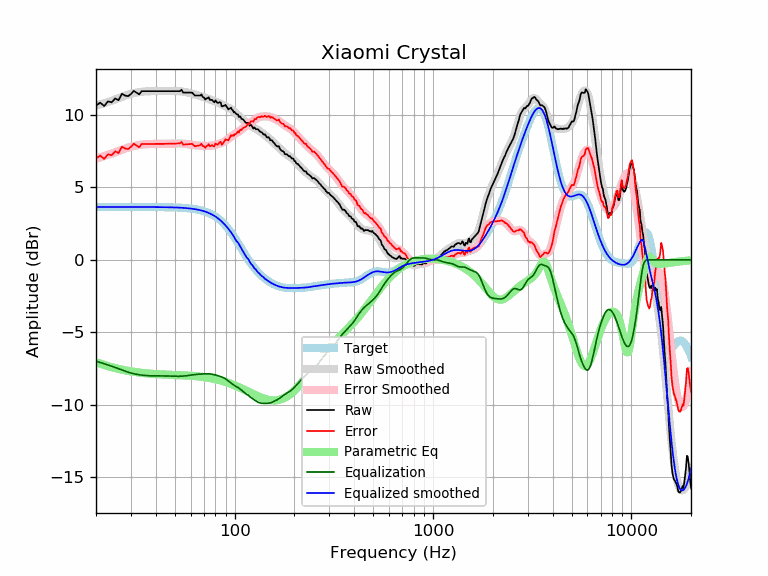 Xiaomi Crystal
Amplitude (dBr)
10
5
0
−5
−10
−15
Target
Raw Smoothed
Error Smoothed
Raw
Error
Parametric Eq
Equalization
Equalized smoothed
100
1000
10000
Frequency (Hz)